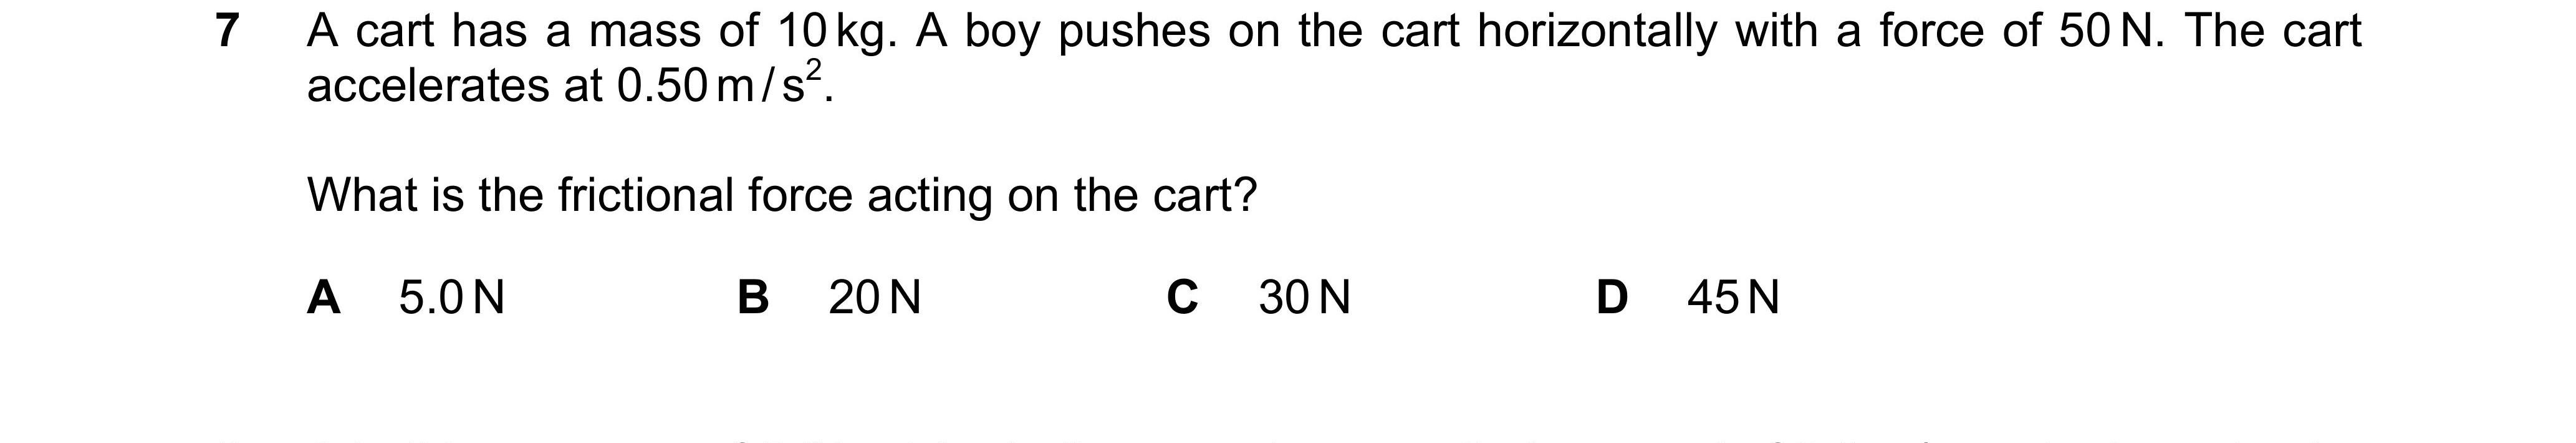 7 A cart has a mass of 10 kg. A boy pushes on the cart horizontally with a force of 50 N. The cart
accelerates at 0.50 m / s².
What is the frictional force acting on the cart?
A 5.0 N B 20 N C 30 N D 45 N